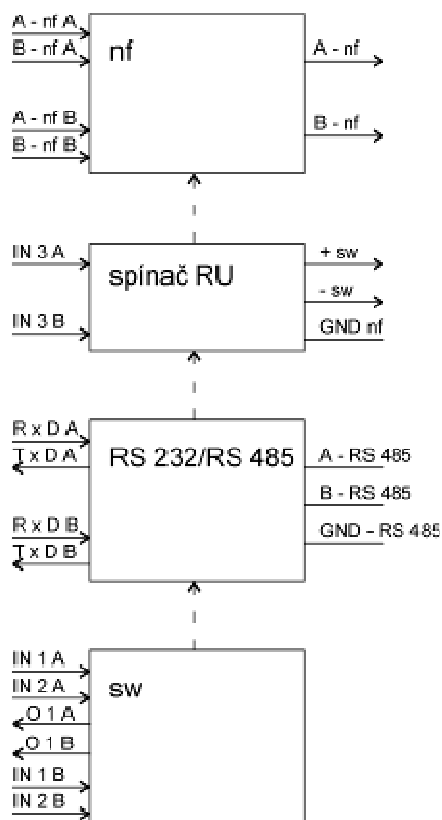 A - nf A
B - nf A
nf
A - nf
A - nf B
B - nf
B - nf B
IN 3 A
spínač RU
+ sw
- sw
IN 3 B
GND nf
R x D A
T x D A
RS 232/RS 485
A - RS 485
B - RS 485
R x D B
GND - RS 485
T x D B
IN 1 A
IN 2 A
sw
O 1 A
O 1 B
IN 1 B
IN 2 B